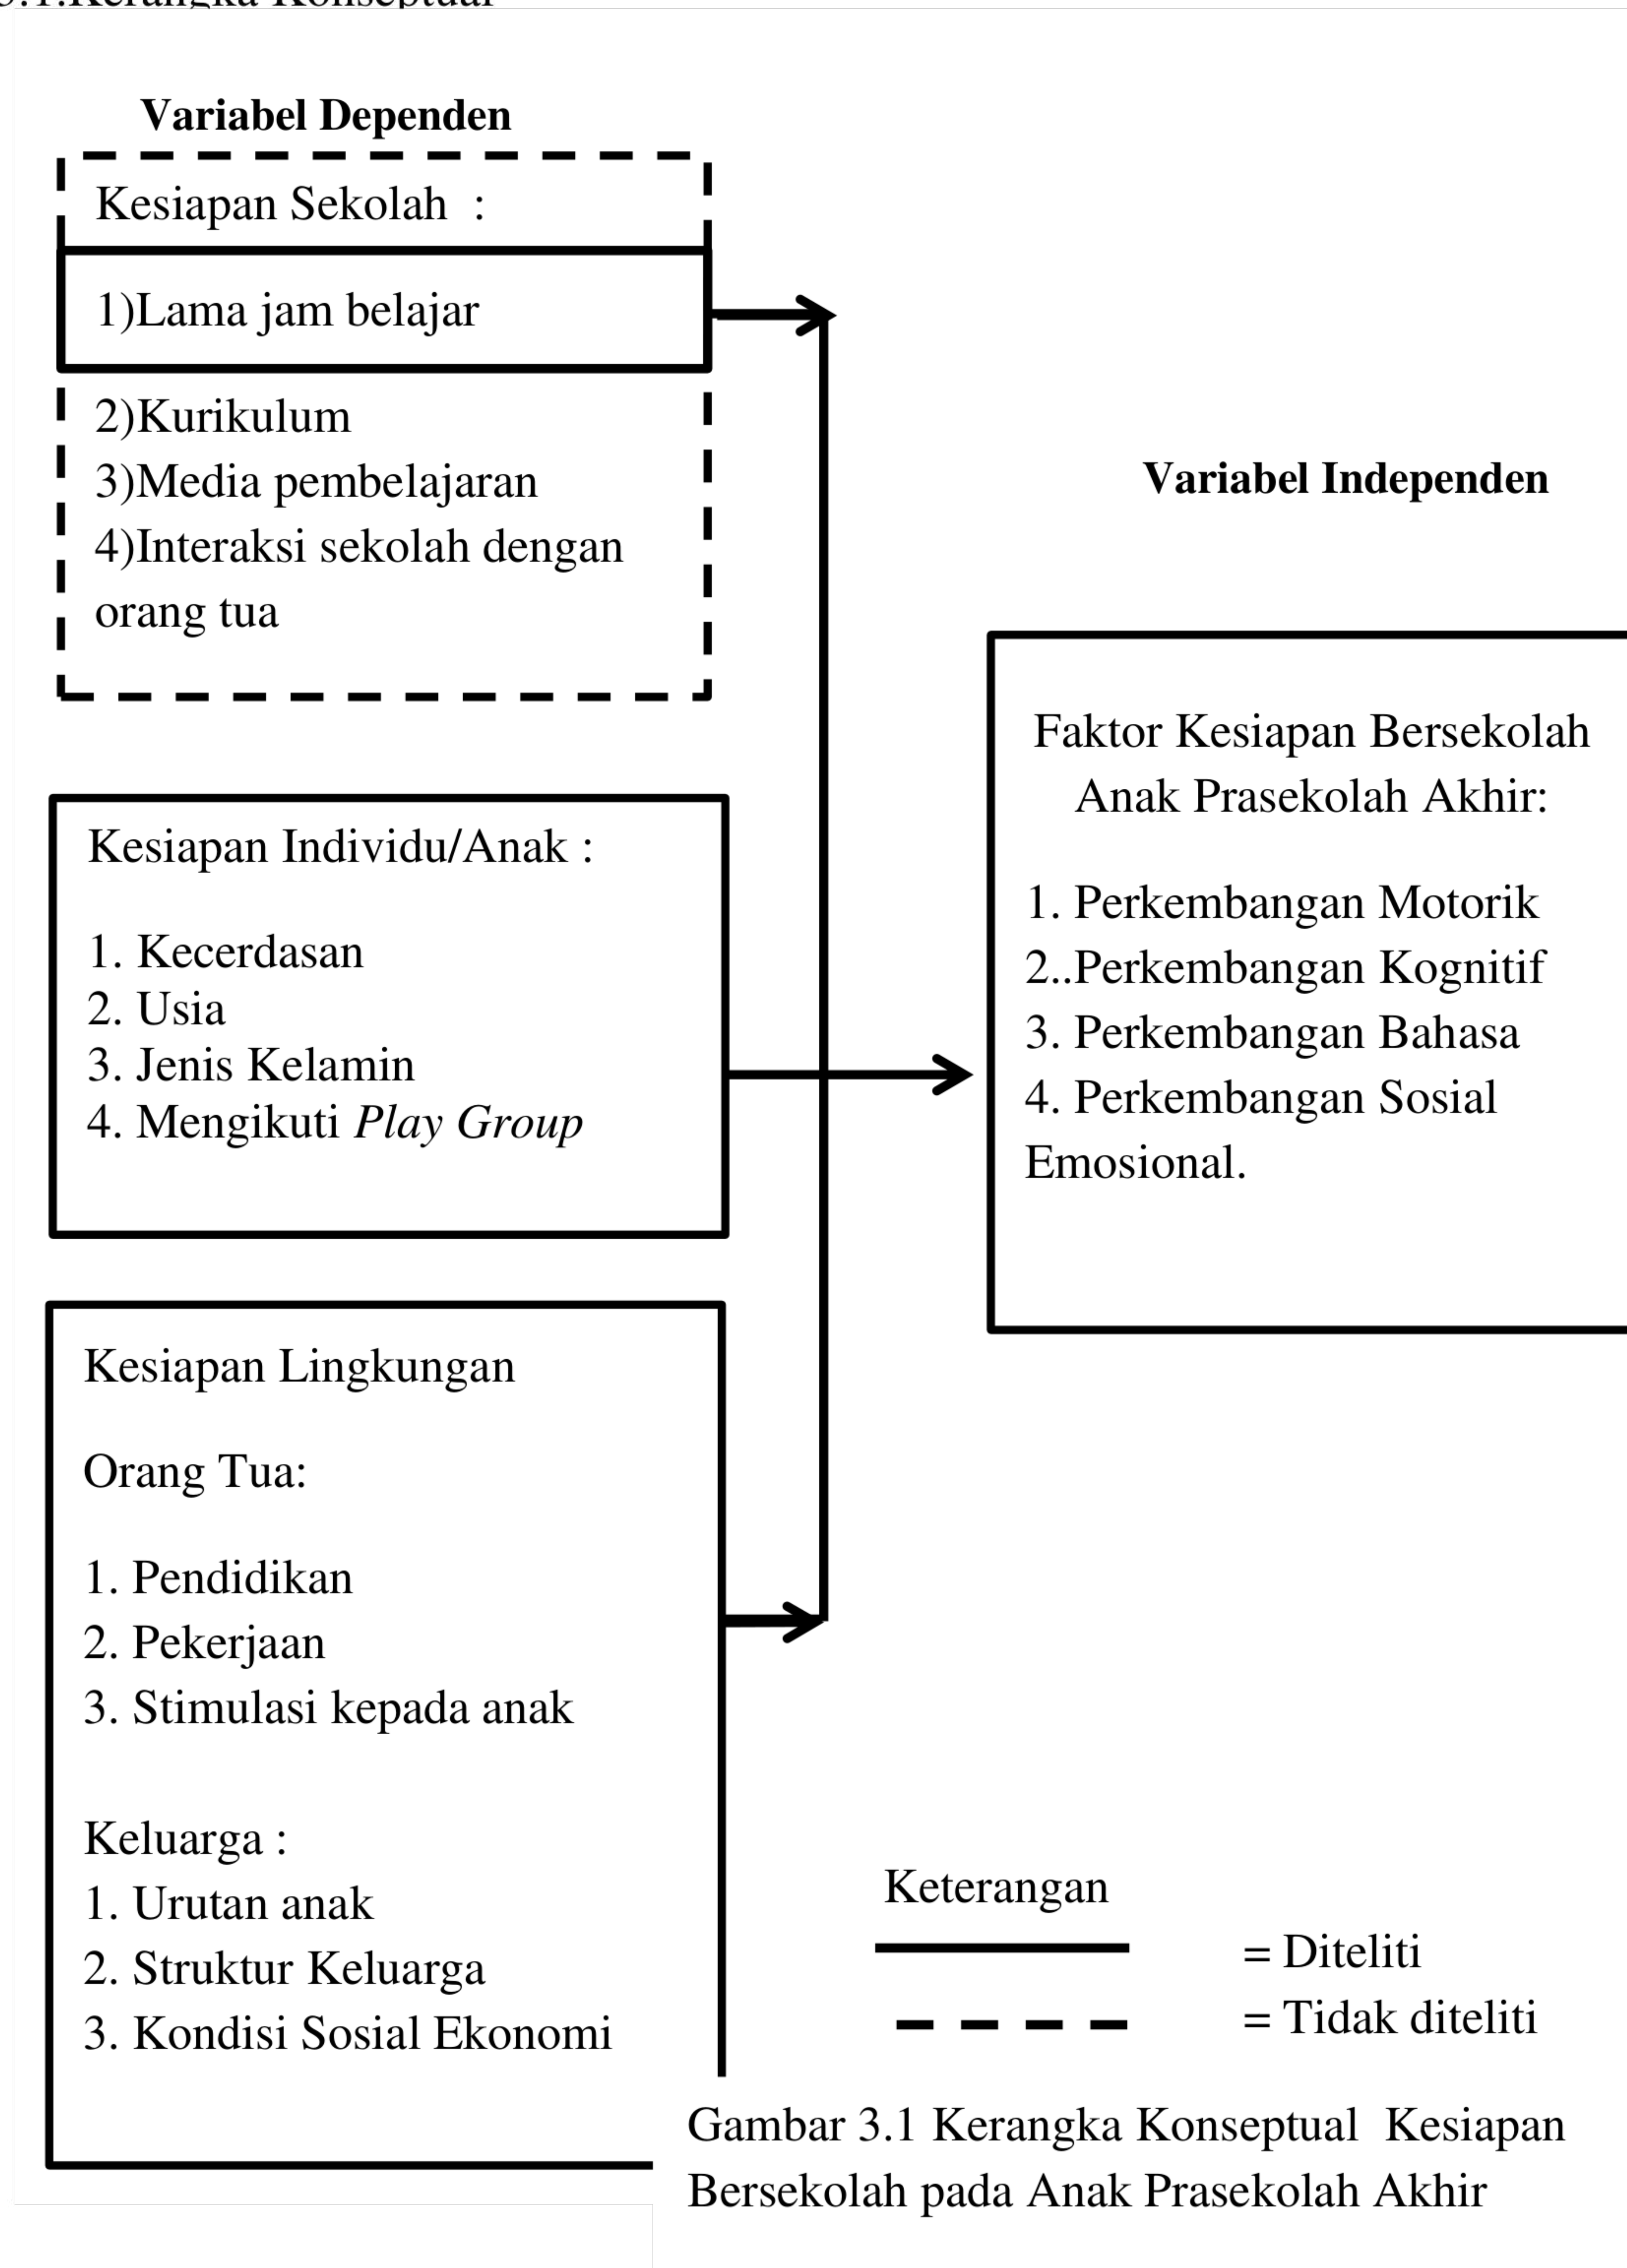 3.1.Kerangka Konseptual
Variabel Dependen
Kesiapan Sekolah :
1)Lama jam belajar
2)Kurikulum
3)Media pembelajaran
4)Interaksi sekolah dengan
orang tua
Kesiapan Individu/Anak :
1. Kecerdasan
2. Usia
3. Jenis Kelamin
4. Mengikuti Play Group
Kesiapan Lingkungan
Orang Tua:
1. Pendidikan
2. Pekerjaan
3. Stimulasi kepada anak
Keluarga :
1. Urutan anak
2. Struktur Keluarga
3. Kondisi Sosial Ekonomi
Variabel Independen
Faktor Kesiapan Bersekolah
Anak Prasekolah Akhir:
1. Perkembangan Motorik
2..Perkembangan Kognitif
3. Perkembangan Bahasa
4. Perkembangan Sosial
Emosional.
Keterangan
= Diteliti
= Tidak diteliti
Gambar 3.1 Kerangka Konseptual Kesiapan
Bersekolah pada Anak Prasekolah Akhir